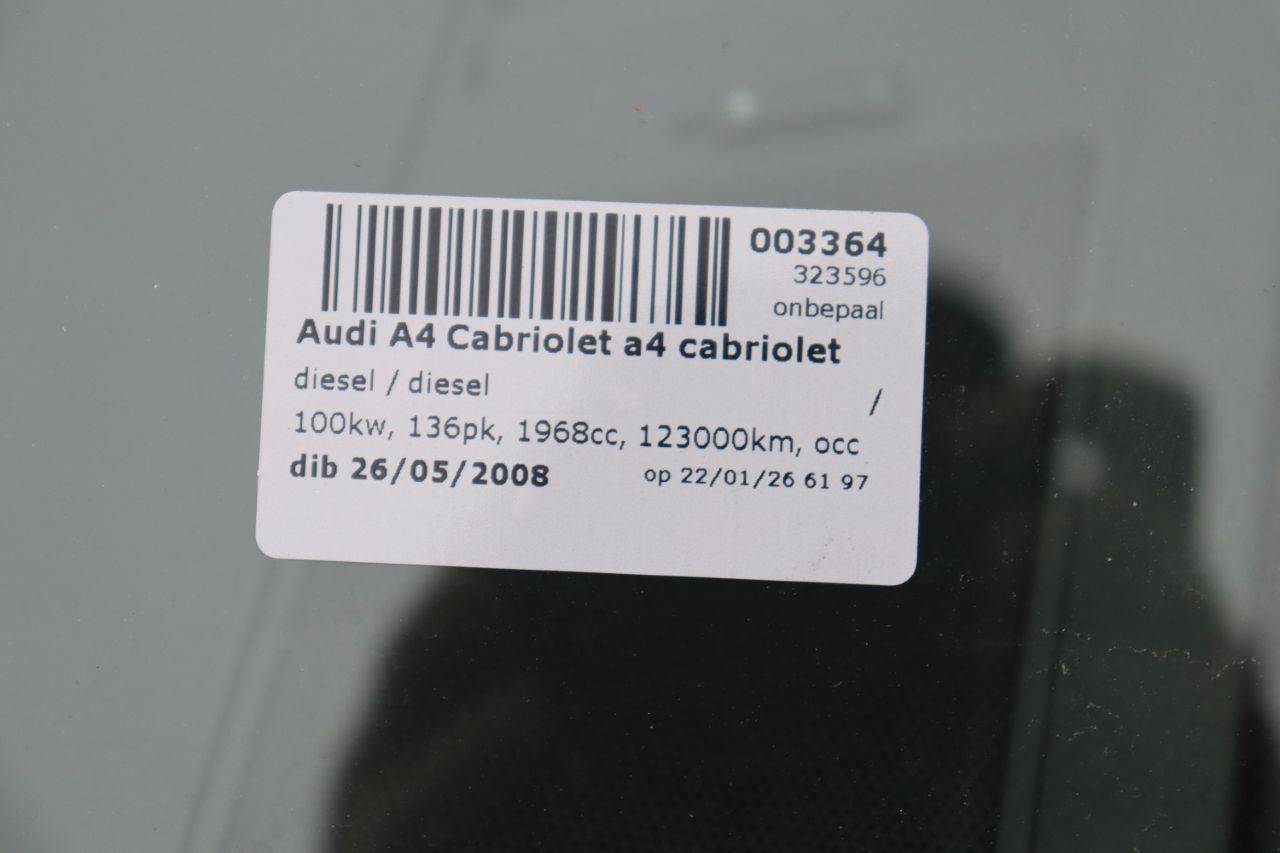 003364
323596
onbepaal
Audi A4 Cabriolet a4 cabriolet
diesel / diesel /
100kw, 136pk, 1968cc, 123000km, occ
dib 26/05/2008 op 22/01/26 61 97